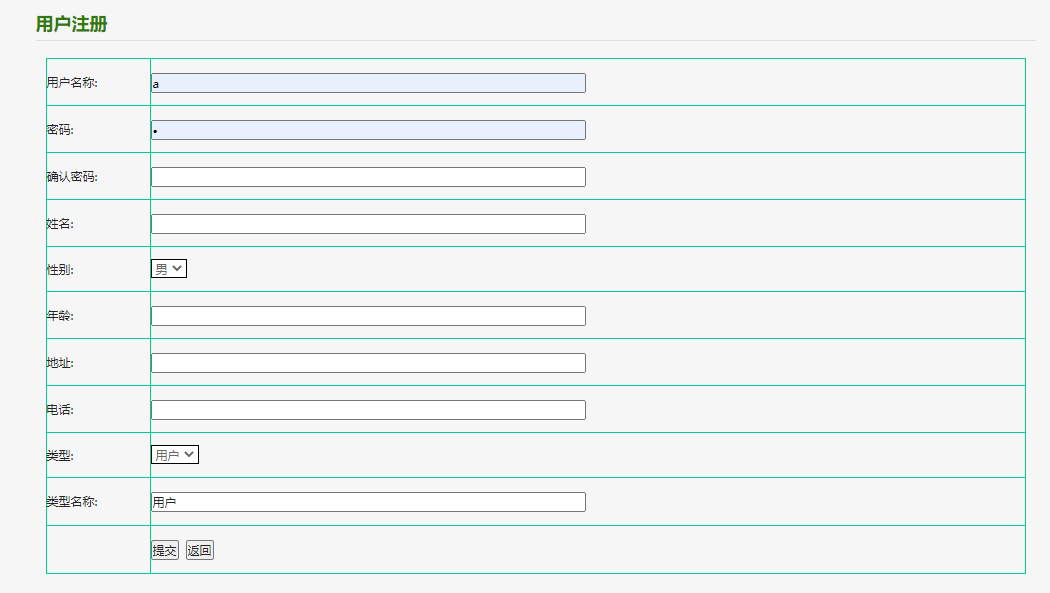 用户注册
用户名称: a
密码: •
确认密码:
姓名:
性别: 男
年龄:
地址:
电话:
类型: 用户
类型名称: 用户
提交 返回